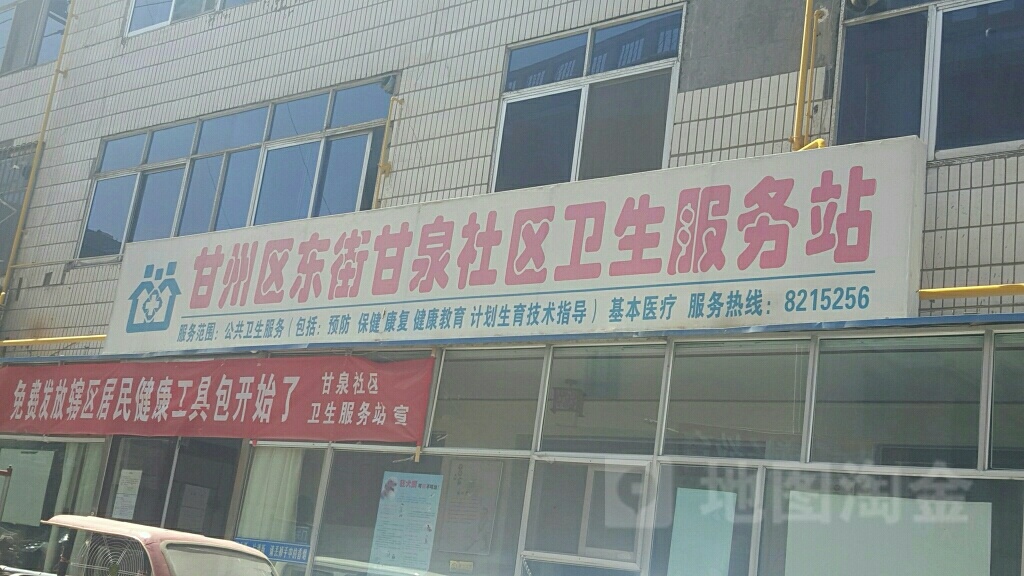 甘州区东街甘泉社区卫生服务站
服务范围：公共卫生服务（包括：预防 保健 康复 健康教育 计划生育技术指导） 基本医疗 服务热线：8215256
免费发放辖区居民健康工具包开始了
甘泉社区
卫生服务站 宣
地图淘金